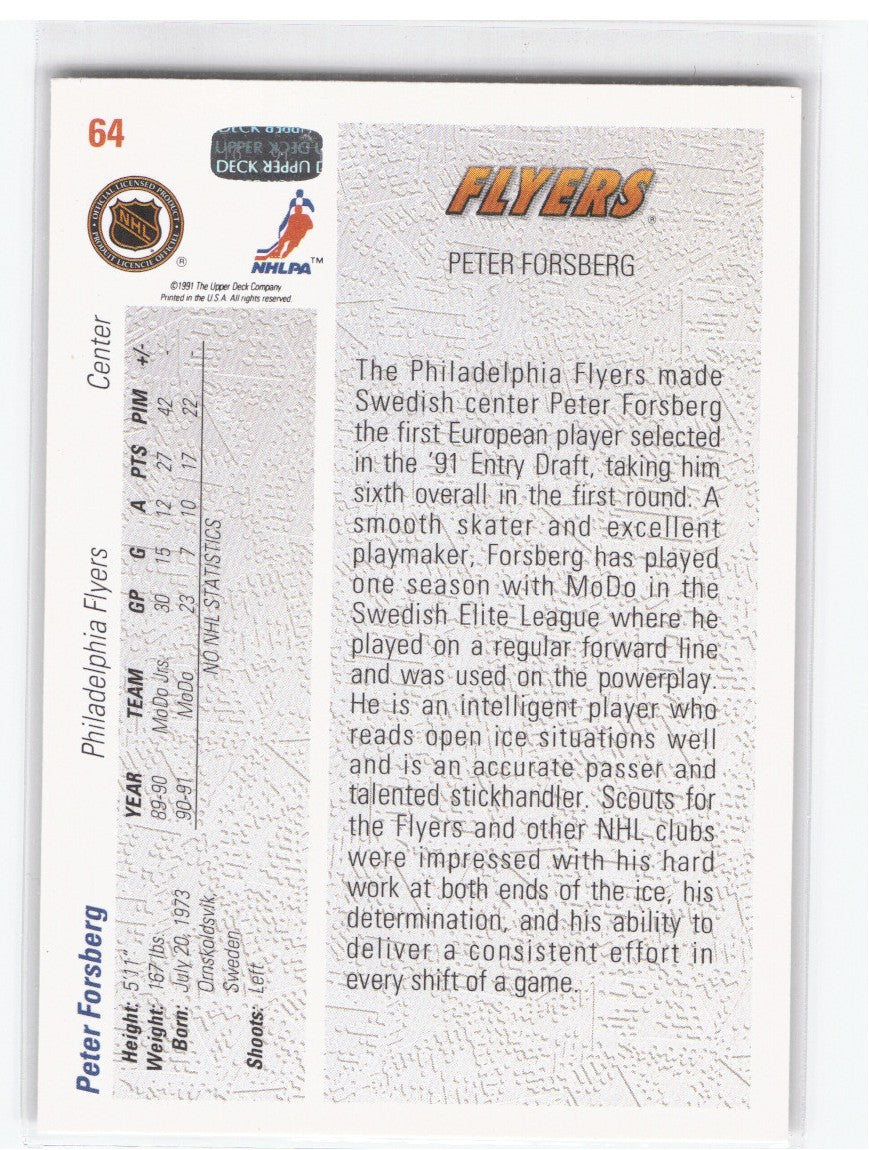 64
DECK UPPER
UPPER DECK
DECK UPPER
OFFICIAL LICENSED PRODUCT
NHL
PRODUIT LICENCIE OFFICIEL
®
NHLPA™
©1991 The Upper Deck Company
Printed in the U.S.A. All rights reserved
FLYERS®
PETER FORSBERG
The Philadelphia Flyers made
Swedish center Peter Forsberg
the first European player selected
in the '91 Entry Draft, taking him
sixth overall in the first round. A
smooth skater and excellent
playmaker, Forsberg has played
one season with MoDo in the
Swedish Elite League where he
played on a regular forward line
and was used on the powerplay.
He is an intelligent player who
reads open ice situations well
and is an accurate passer and
talented stickhandler. Scouts for
the Flyers and other NHL clubs
were impressed with his hard
work at both ends of the ice, his
determination, and his ability to
deliver a consistent effort in
every shift of a game.
Peter Forsberg Philadelphia Flyers Center
Height: 5'11"
Weight: 167 lbs.
Born: July 20, 1973
Ornskoldsvik,
Sweden
Shoots: Left
YEAR TEAM GP G A PTS PIM +/-
89-90 MoDo Jrs. 30 15 12 27 42 -
90-91 MoDo 23 7 10 17 22
NO NHL STATISTICS